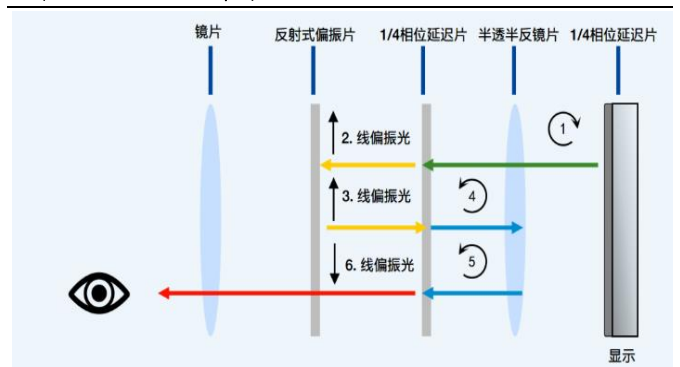 镜片
反射式偏振片
1/4相位延迟片
半透半反镜片
1/4相位延迟片
1
2. 线偏振光
3. 线偏振光
4
5
6. 线偏振光
显示